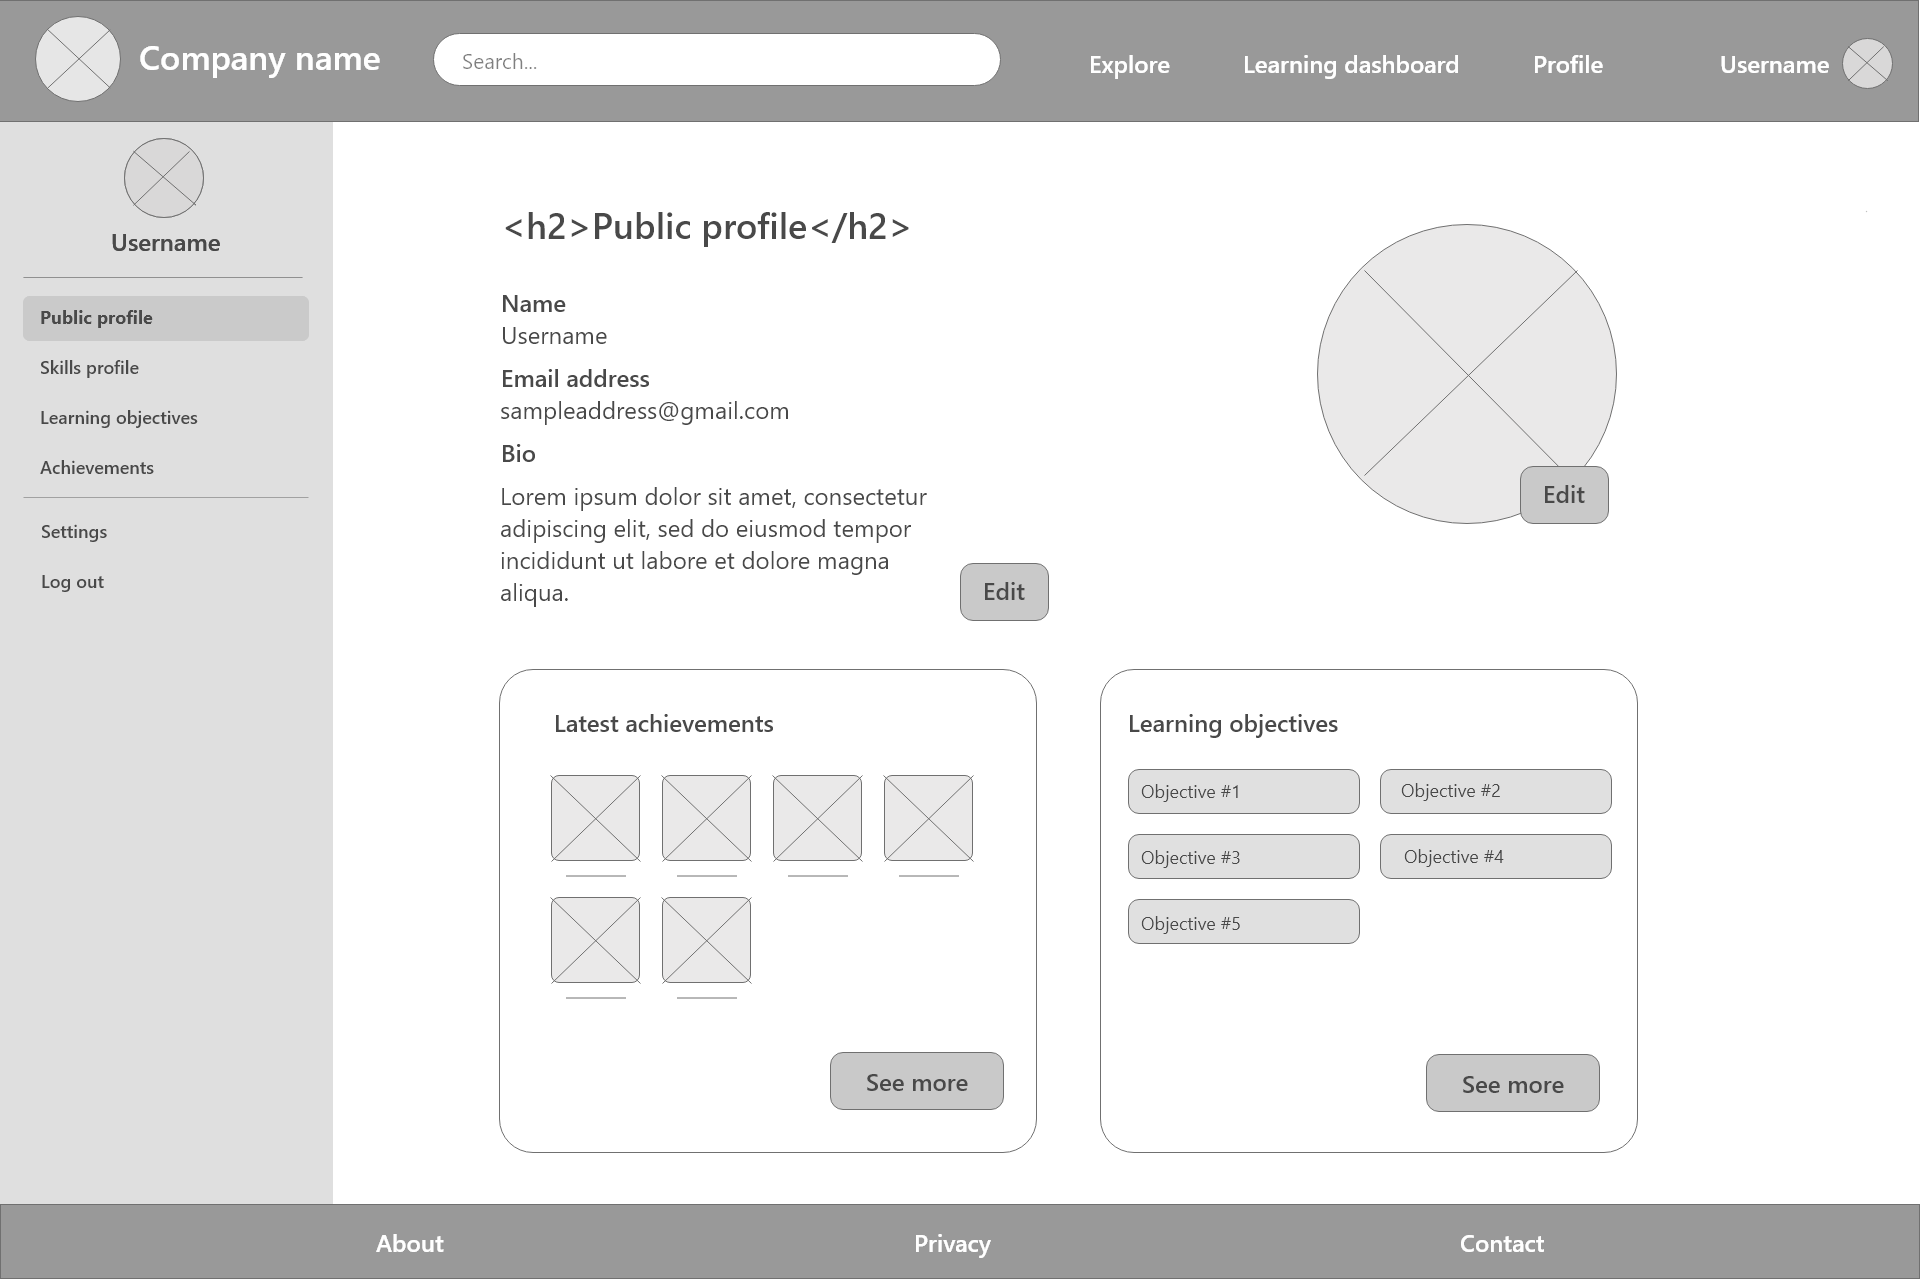 Company name
Search...
Explore
Learning dashboard
Profile
Username
Username
Public profile
Skills profile
Learning objectives
Achievements
Settings
Log out
<h2>Public profile</h2>
Name
Username
Email address
sampleaddress@gmail.com
Bio
Lorem ipsum dolor sit amet, consectetur
adipiscing elit, sed do eiusmod tempor
incididunt ut labore et dolore magna
aliqua.
Edit
Edit
Latest achievements
See more
Learning objectives
Objective #1
Objective #2
Objective #3
Objective #4
Objective #5
See more
About
Privacy
Contact